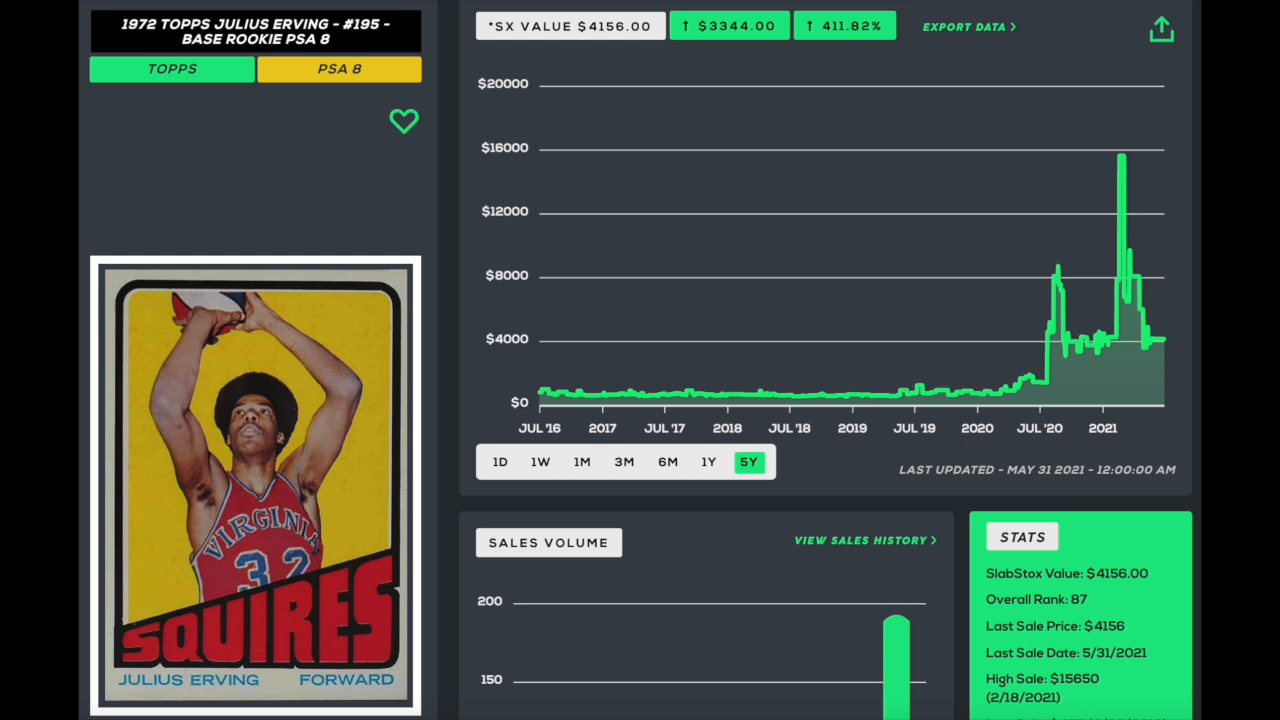 1972 TOPPS JULIUS ERVING - #195 -
BASE ROOKIE PSA 8
TOPPS
PSA 8
VIRGINIA
32
SQUIRES
JULIUS ERVING FORWARD
*SX VALUE $4156.00
↑ $3344.00
↑ 411.82%
EXPORT DATA >
$20000
$16000
$12000
$8000
$4000
$0
JUL '16 2017 JUL '17 2018 JUL '18 2019 JUL '19 2020 JUL '20 2021
1D 1W 1M 3M 6M 1Y 5Y
LAST UPDATED - MAY 31 2021 - 12:00:00 AM
SALES VOLUME
VIEW SALES HISTORY >
200
150
STATS
SlabStox Value: $4156.00
Overall Rank: 87
Last Sale Price: $4156
Last Sale Date: 5/31/2021
High Sale: $15650
(2/18/2021)